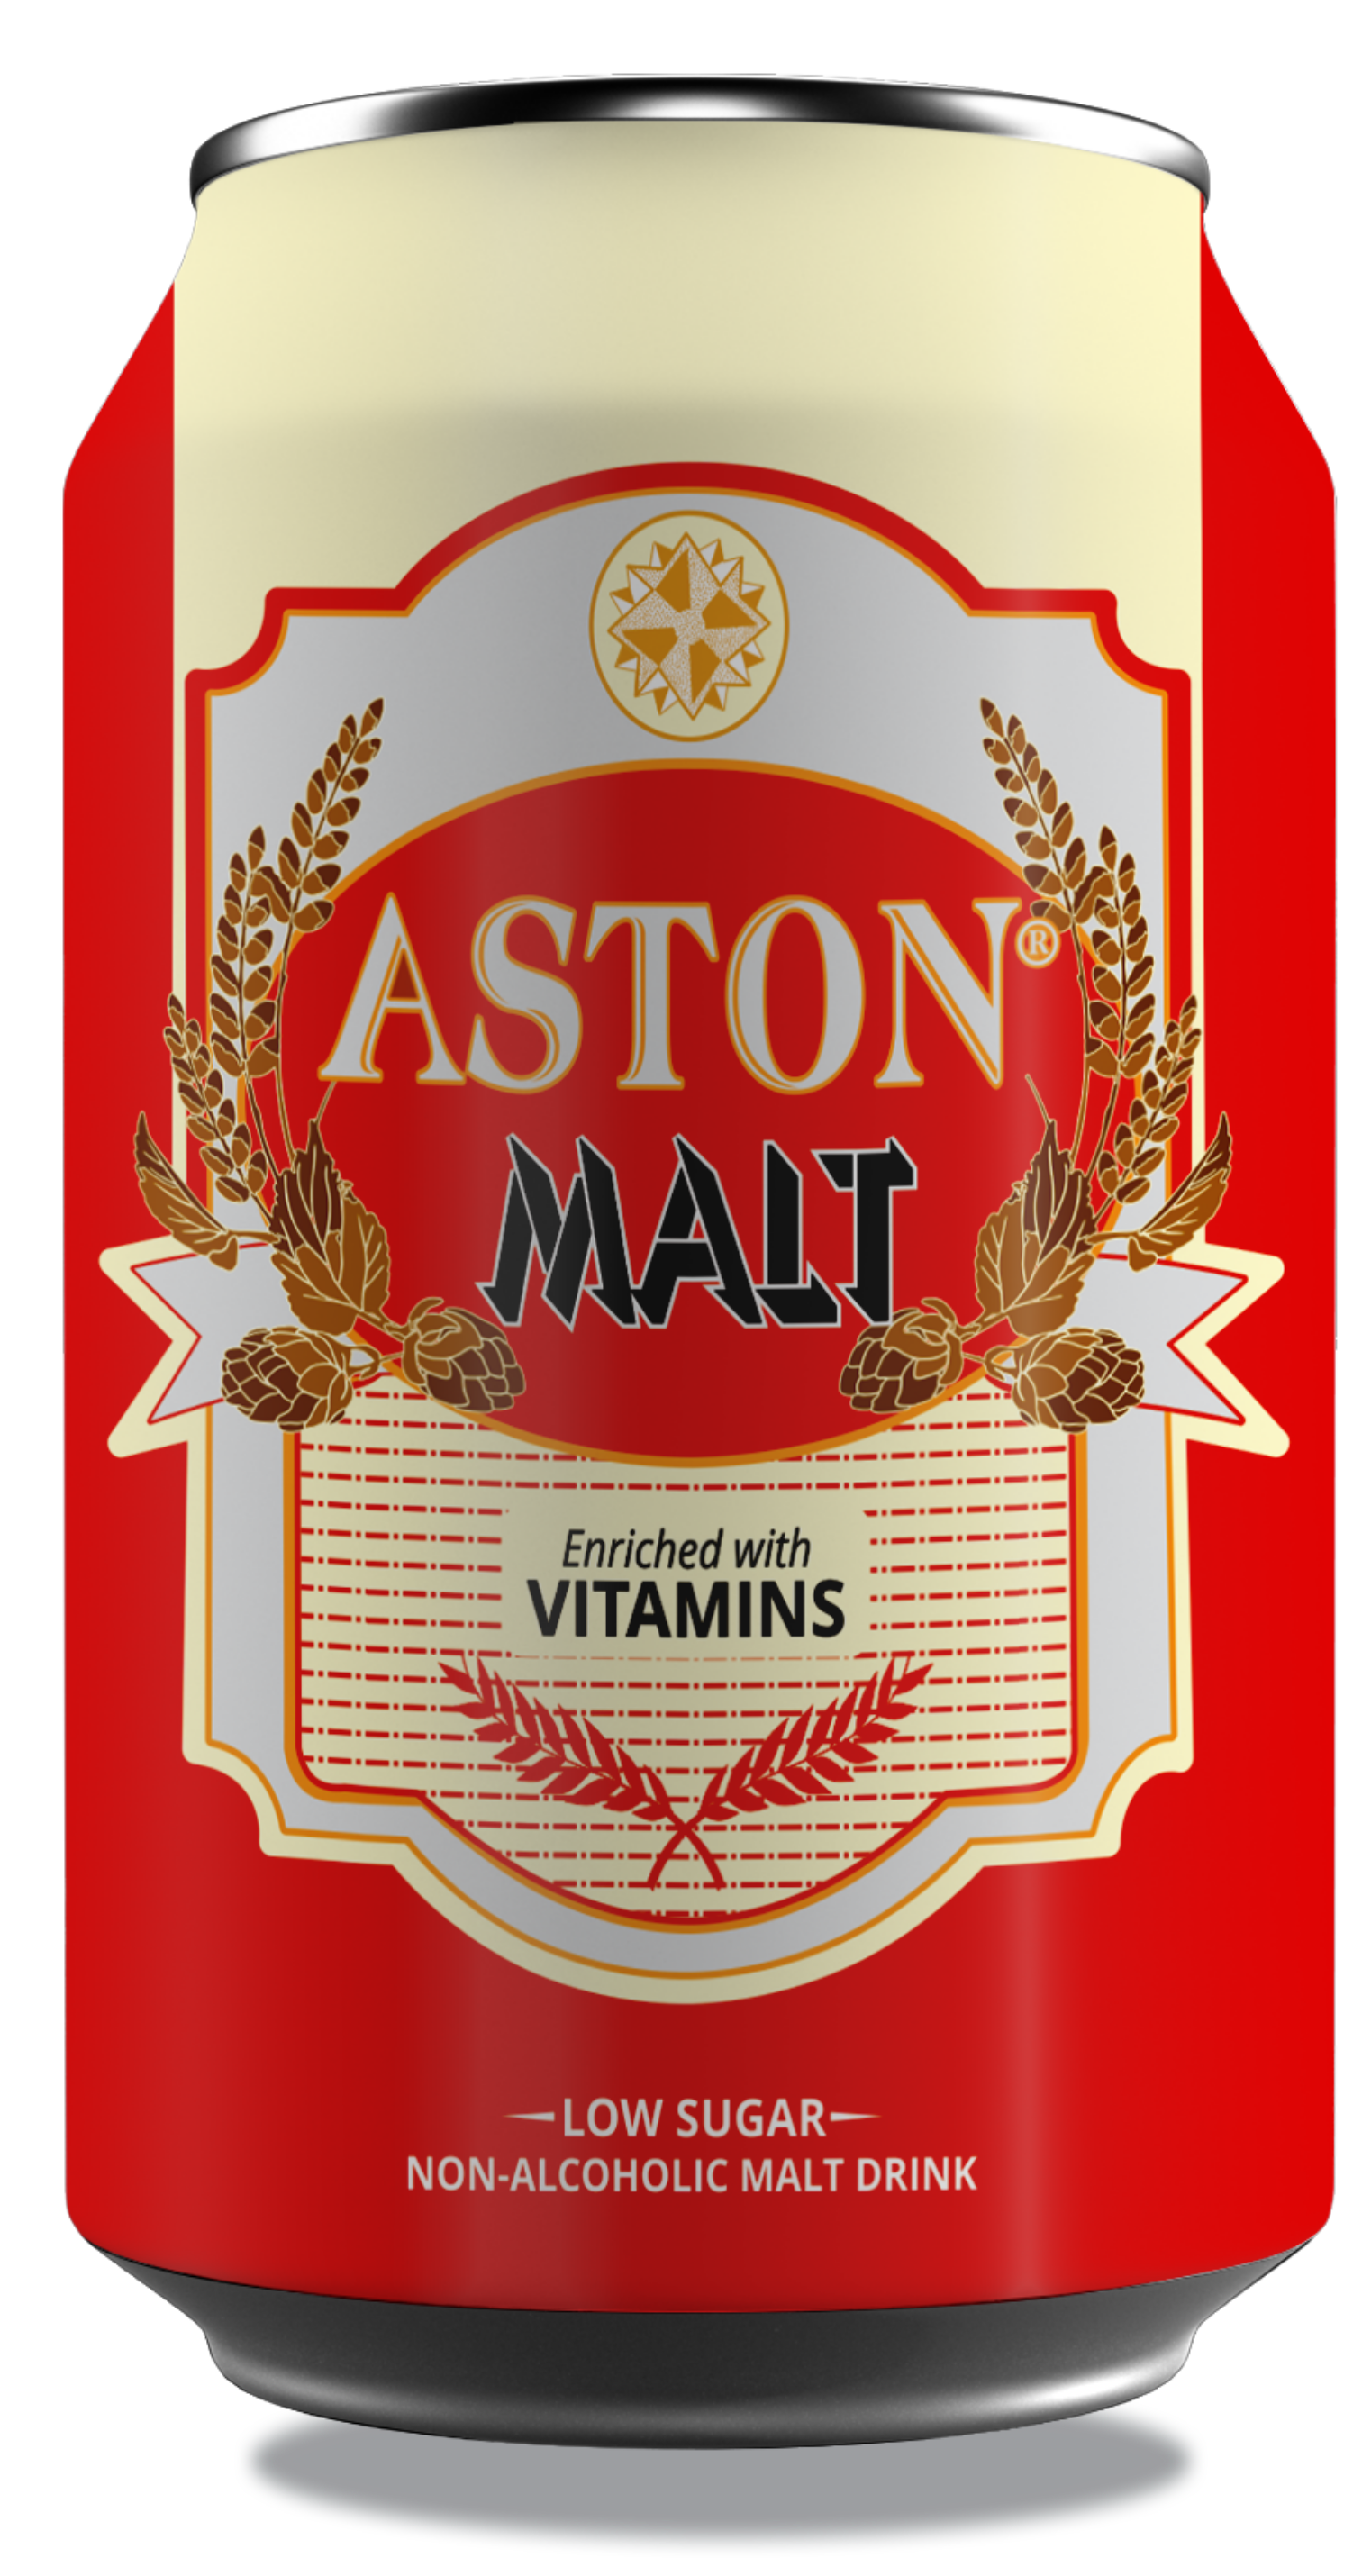 ASTON®
MALT
Enriched with
VITAMINS
LOW SUGAR
NON-ALCOHOLIC MALT DRINK